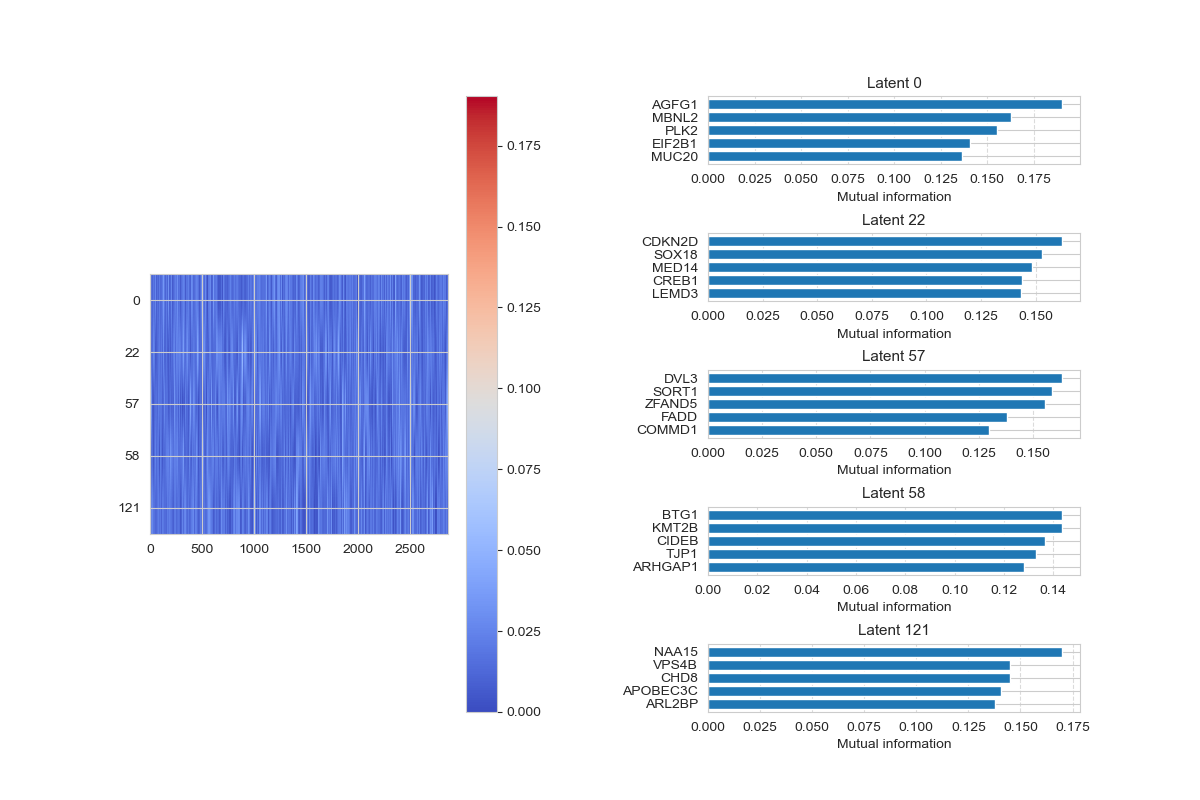 0
22
57
58
121
0 500 1000 1500 2000 2500
0.175
0.150
0.125
0.100
0.075
0.050
0.025
0.000
Latent 0
AGFG1
MBNL2
PLK2
EIF2B1
MUC20
0.000 0.025 0.050 0.075 0.100 0.125 0.150 0.175
Mutual information
Latent 22
CDKN2D
SOX18
MED14
CREB1
LEMD3
0.000 0.025 0.050 0.075 0.100 0.125 0.150
Mutual information
Latent 57
DVL3
SORT1
ZFAND5
FADD
COMMD1
0.000 0.025 0.050 0.075 0.100 0.125 0.150
Mutual information
Latent 58
BTG1
KMT2B
CIDEB
TJP1
ARHGAP1
0.00 0.02 0.04 0.06 0.08 0.10 0.12 0.14
Mutual information
Latent 121
NAA15
VPS4B
CHD8
APOBEC3C
ARL2BP
0.000 0.025 0.050 0.075 0.100 0.125 0.150 0.175
Mutual information